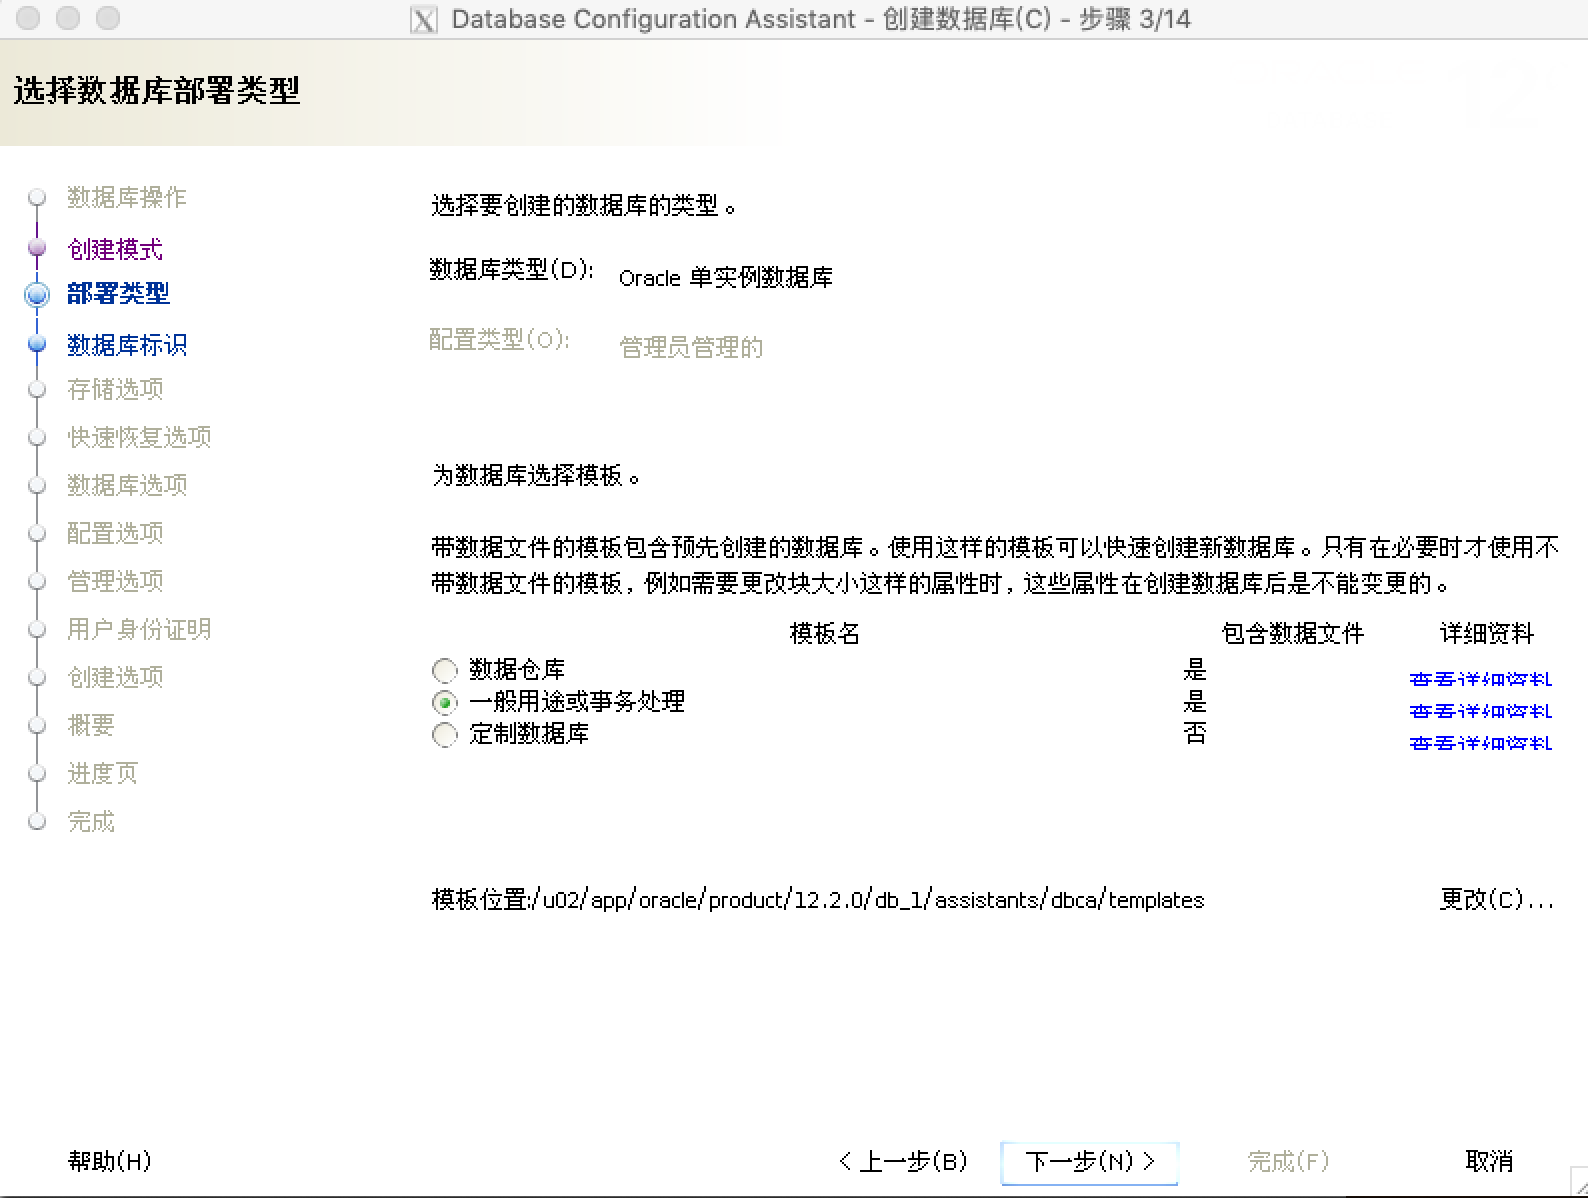 Database Configuration Assistant - 创建数据库(C) - 步骤 3/14
选择数据库部署类型
数据库操作
创建模式
部署类型
数据库标识
存储选项
快速恢复选项
数据库选项
配置选项
管理选项
用户身份证明
创建选项
概要
进度页
完成
选择要创建的数据库的类型。
数据库类型(D): Oracle 单实例数据库
配置类型(O): 管理员管理的
为数据库选择模板。
带数据文件的模板包含预先创建的数据库。使用这样的模板可以快速创建新数据库。只有在必要时才使用不
带数据文件的模板, 例如需要更改块大小这样的属性时, 这些属性在创建数据库后是不能变更的。
模板名 包含数据文件 详细资料
数据仓库 是 查看详细资料
一般用途或事务处理 是 查看详细资料
定制数据库 否 查看详细资料
模板位置:/u02/app/oracle/product/12.2.0/db_1/assistants/dbca/templates 更改(C)...
帮助(H) < 上一步(B) 下一步(N) > 完成(F) 取消